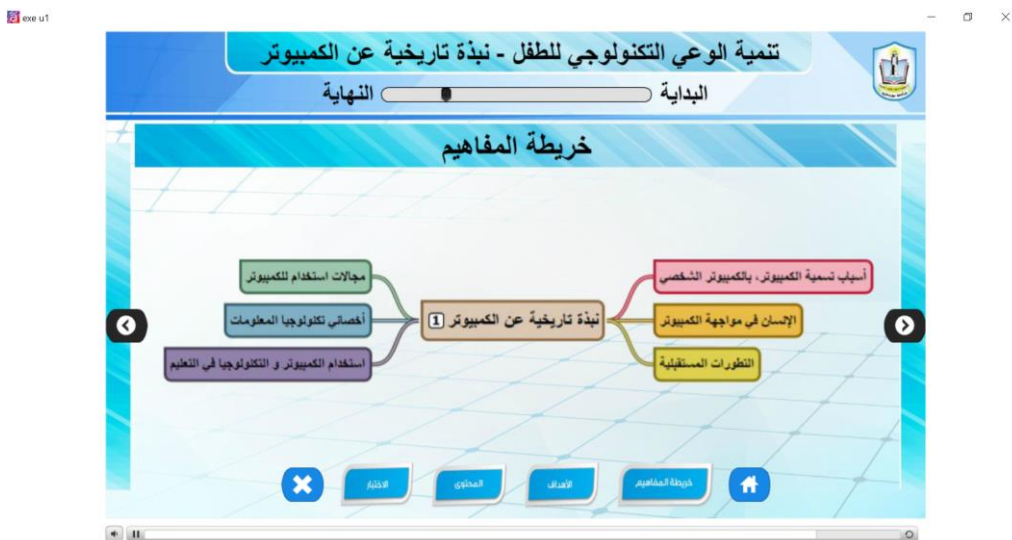 exe u1
تنمية الوعي التكنولوجي للطفل - نبذة تاريخية عن الكمبيوتر
البداية
النهاية
خريطة المفاهيم
أسباب تسمية الكمبيوتر، بالكمبيوتر الشخصي
الإنسان في مواجهة الكمبيوتر
التطورات المستقبلية
نبذة تاريخية عن الكمبيوتر 1
مجالات استخدام للكمبيوتر
أخصائي تكنولوجيا المعلومات
استخدام الكمبيوتر و التكنولوجيا في التعليم
خريطة المفاهيم
الأهداف
المحتوى
الاختبار